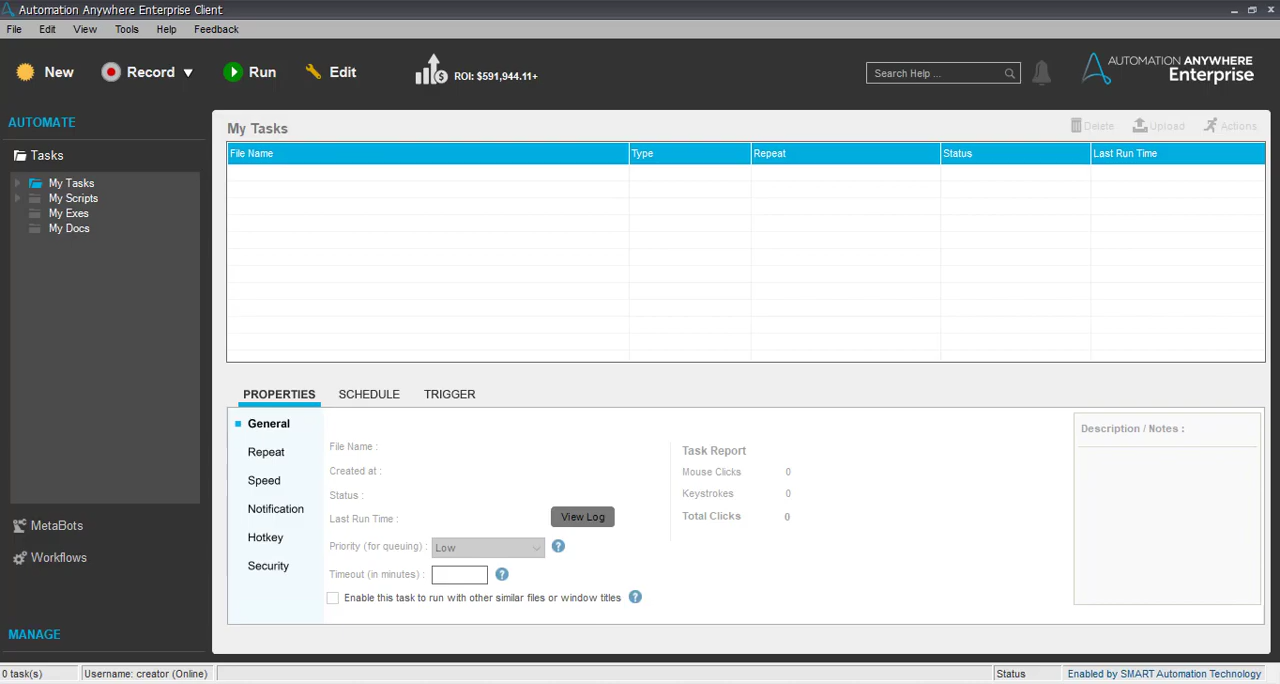 Automation Anywhere Enterprise Client
File Edit View Tools Help Feedback
New Record Run Edit ROI: $591,944.11+ Search Help ... AUTOMATION ANYWHERE
Enterprise
AUTOMATE
Tasks
My Tasks
My Scripts
My Exes
My Docs
MetaBots
Workflows
MANAGE
My Tasks Delete Upload Actions
File Name Type Repeat Status Last Run Time
PROPERTIES SCHEDULE TRIGGER
General
Repeat
Speed
Notification
Hotkey
Security
File Name :
Created at :
Status :
Last Run Time : View Log
Priority (for queuing) : Low ?
Timeout (in minutes) : ?
Enable this task to run with other similar files or window titles ?
Task Report
Mouse Clicks 0
Keystrokes 0
Total Clicks 0
Description / Notes :
0 task(s) Username: creator (Online) Status Enabled by SMART Automation Technology